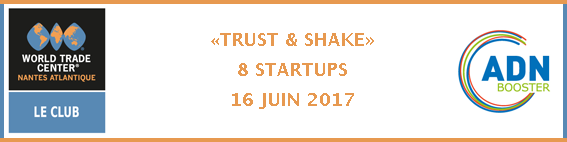 WORLD TRADE
CENTER®
NANTES ATLANTIQUE
LE CLUB
«TRUST & SHAKE»
8 STARTUPS
16 JUIN 2017
ADN
BOOSTER